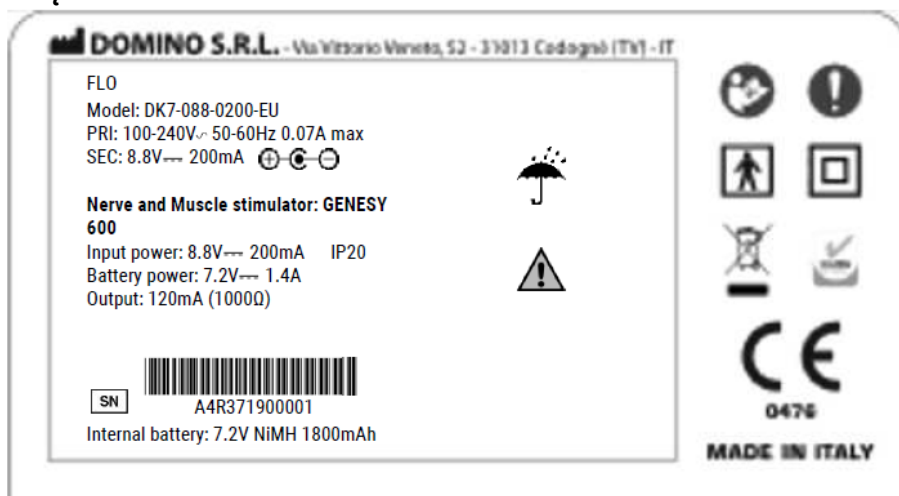 DOMINO S.R.L. - Via Vittorio Veneto, 52 - 31013 Codognè (TV) - IT
FLO
Model: DK7-088-0200-EU
PRI: 100-240V~ 50-60Hz 0.07A max
SEC: 8.8V⎓ 200mA
Nerve and Muscle stimulator: GENESY
600
Input power: 8.8V⎓ 200mA IP20
Battery power: 7.2V⎓ 1.4A
Output: 120mA (1000Ω)
SN
A4R371900001
Internal battery: 7.2V NiMH 1800mAh
CE
0476
MADE IN ITALY